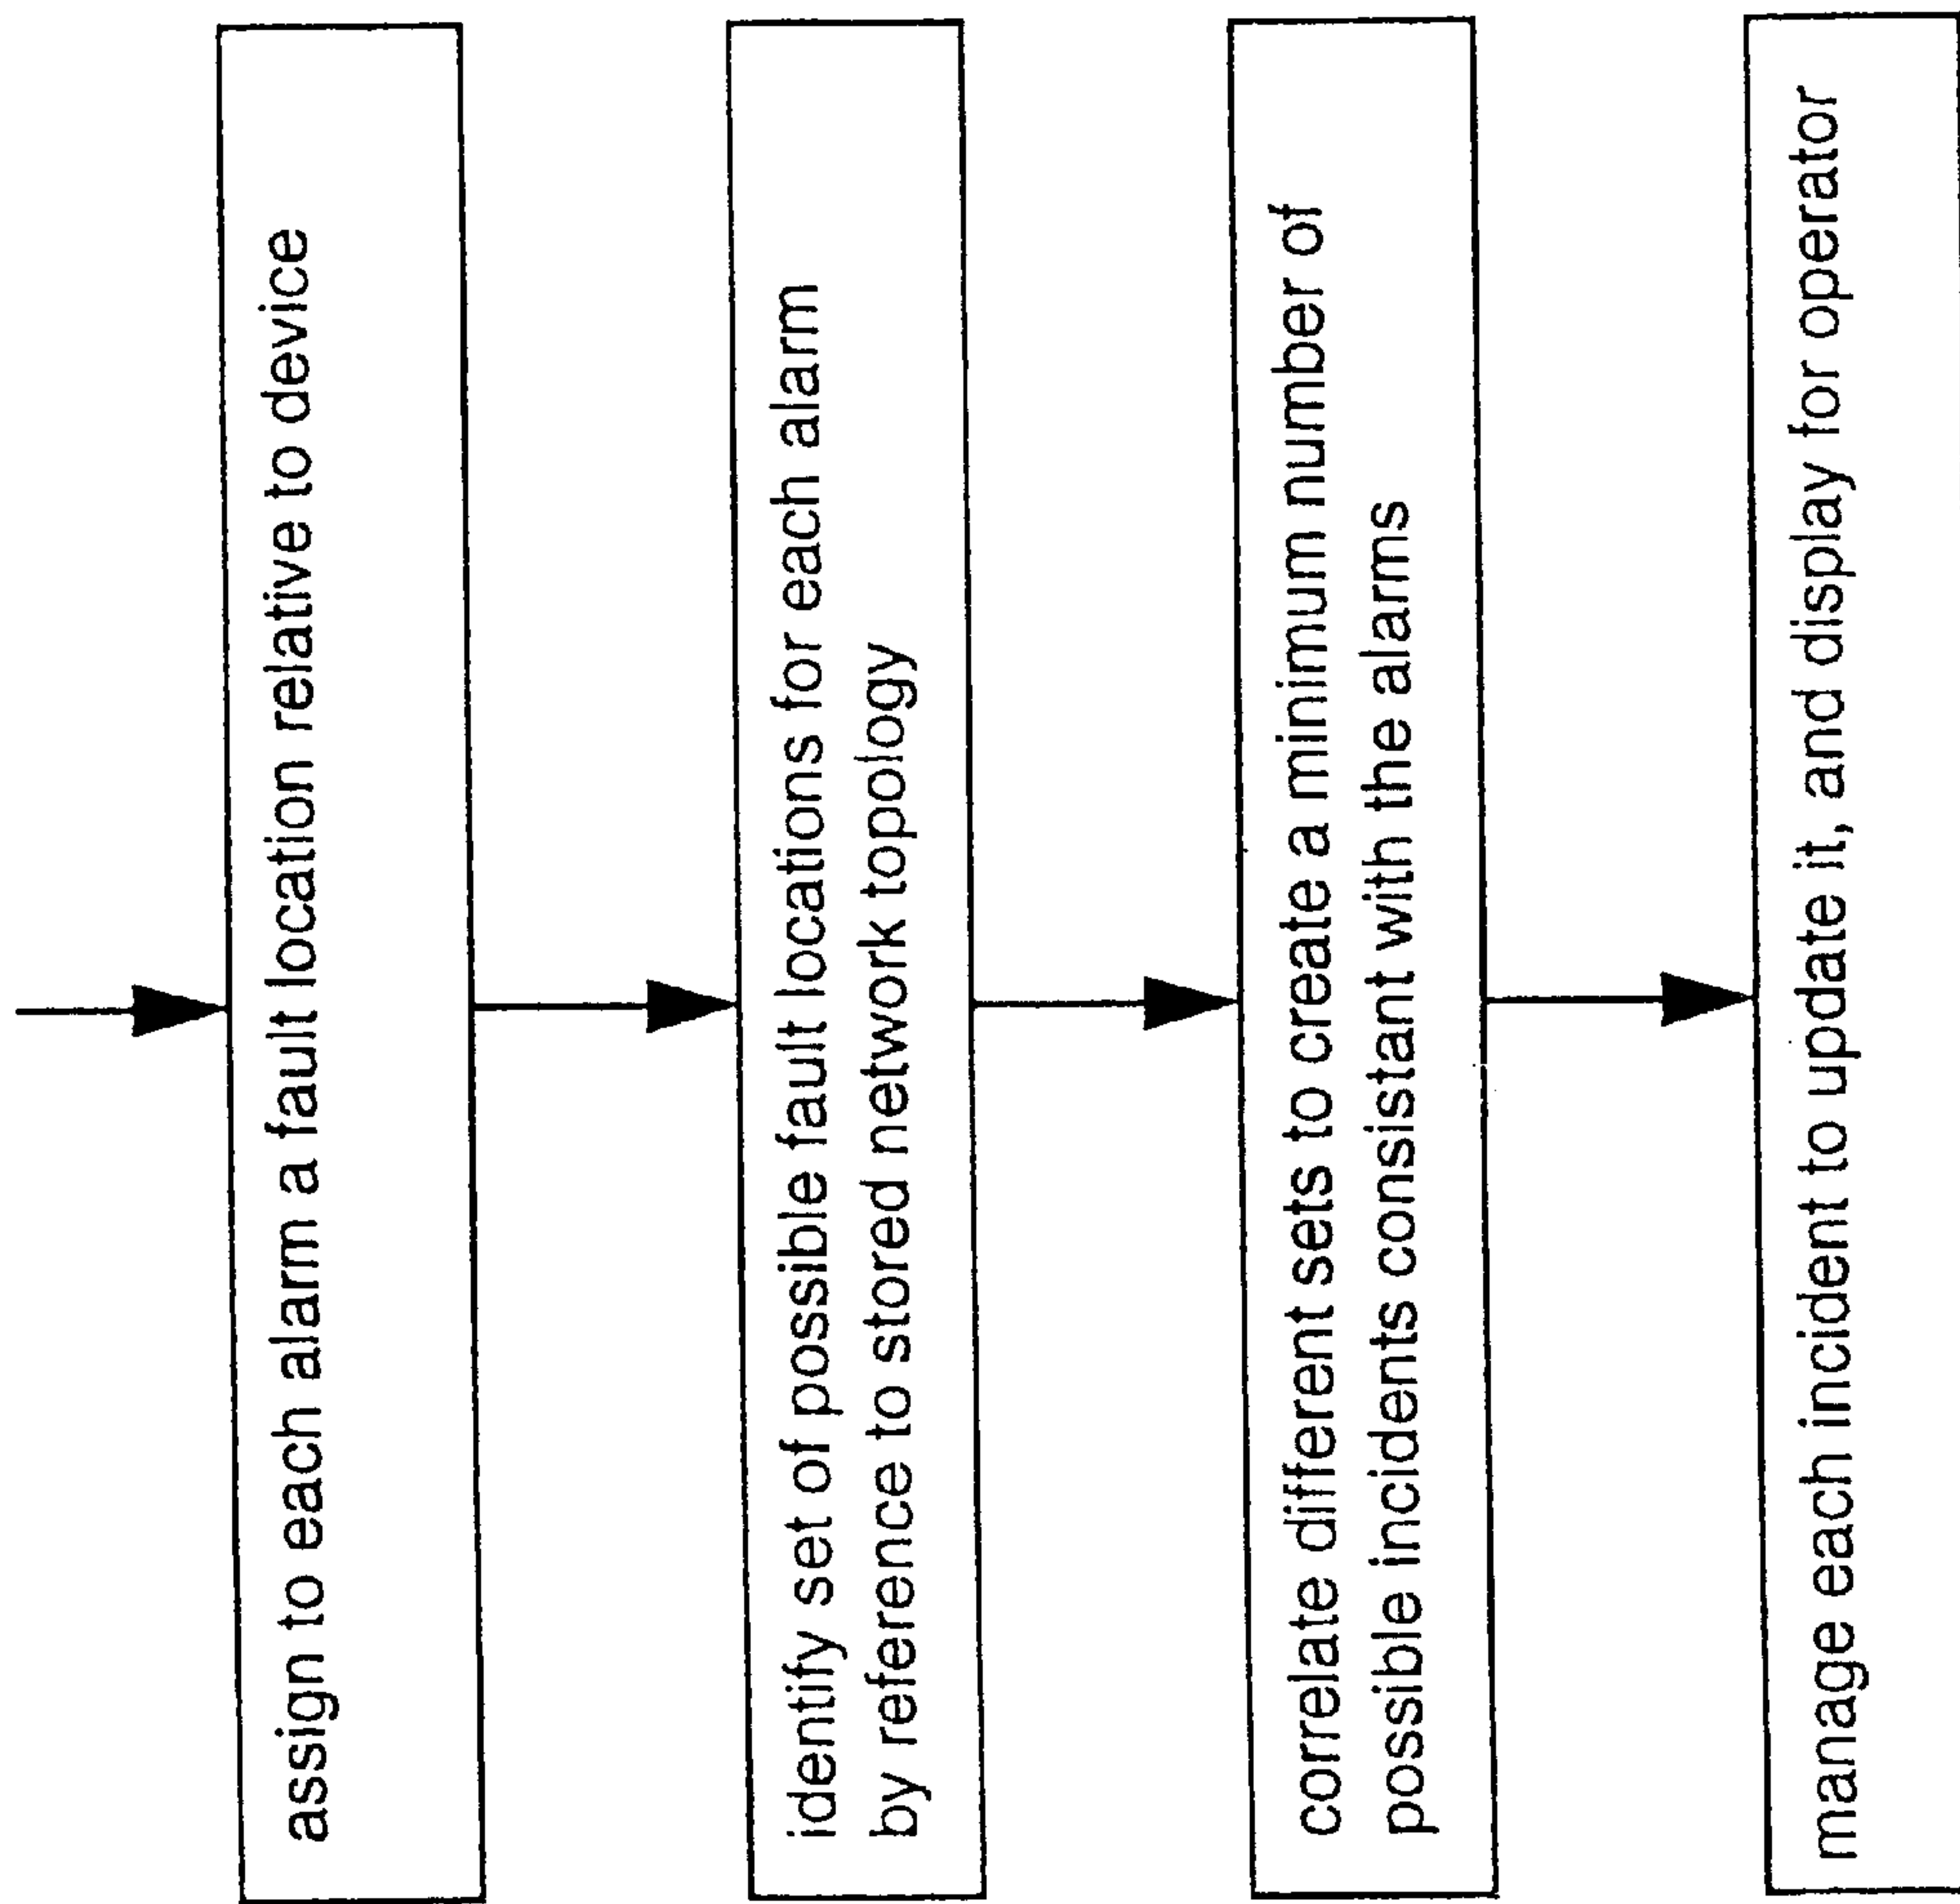 assign to each alarm a fault location relative to device
identify set of possible fault locations for each alarm
by reference to stored network topology
correlate different sets to create a minimum number of
possible incidents consistant with the alarms
manage each incident to update it, and display for operator